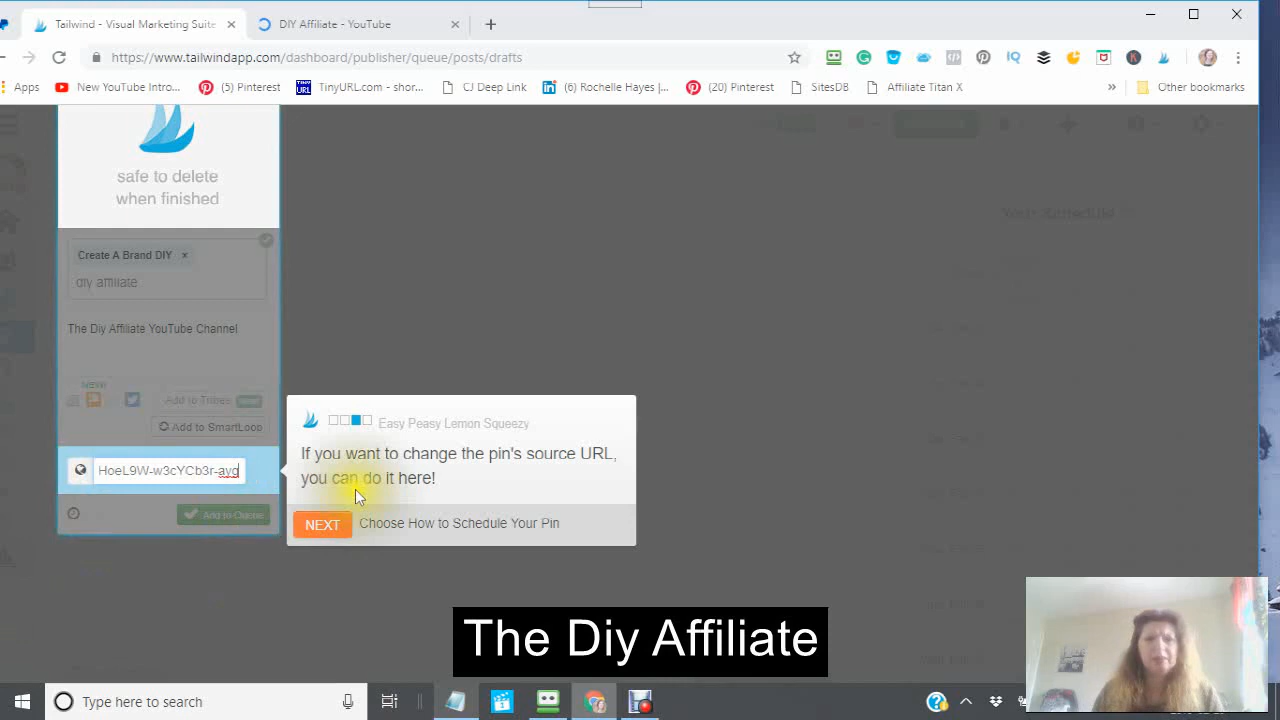 Tailwind - Visual Marketing Suite
DIY Affiliate - YouTube
https://www.tailwindapp.com/dashboard/publisher/queue/posts/drafts
Apps
New YouTube Intro...
(5) Pinterest
TinyURL.com - shor...
CJ Deep Link
(6) Rochelle Hayes |...
(20) Pinterest
SitesDB
Affiliate Titan X
Other bookmarks
safe to delete
when finished
Your Schedule
Create A Brand DIY ×
diy affiliate
The Diy Affiliate YouTube Channel
NEW!
Add to Tribes
Add to SmartLoop
HoeL9W-w3cYCb3r-ayg
Add to Queue
Easy Peasy Lemon Squeezy
If you want to change the pin's source URL,
you can do it here!
NEXT Choose How to Schedule Your Pin
The Diy Affiliate
Type here to search